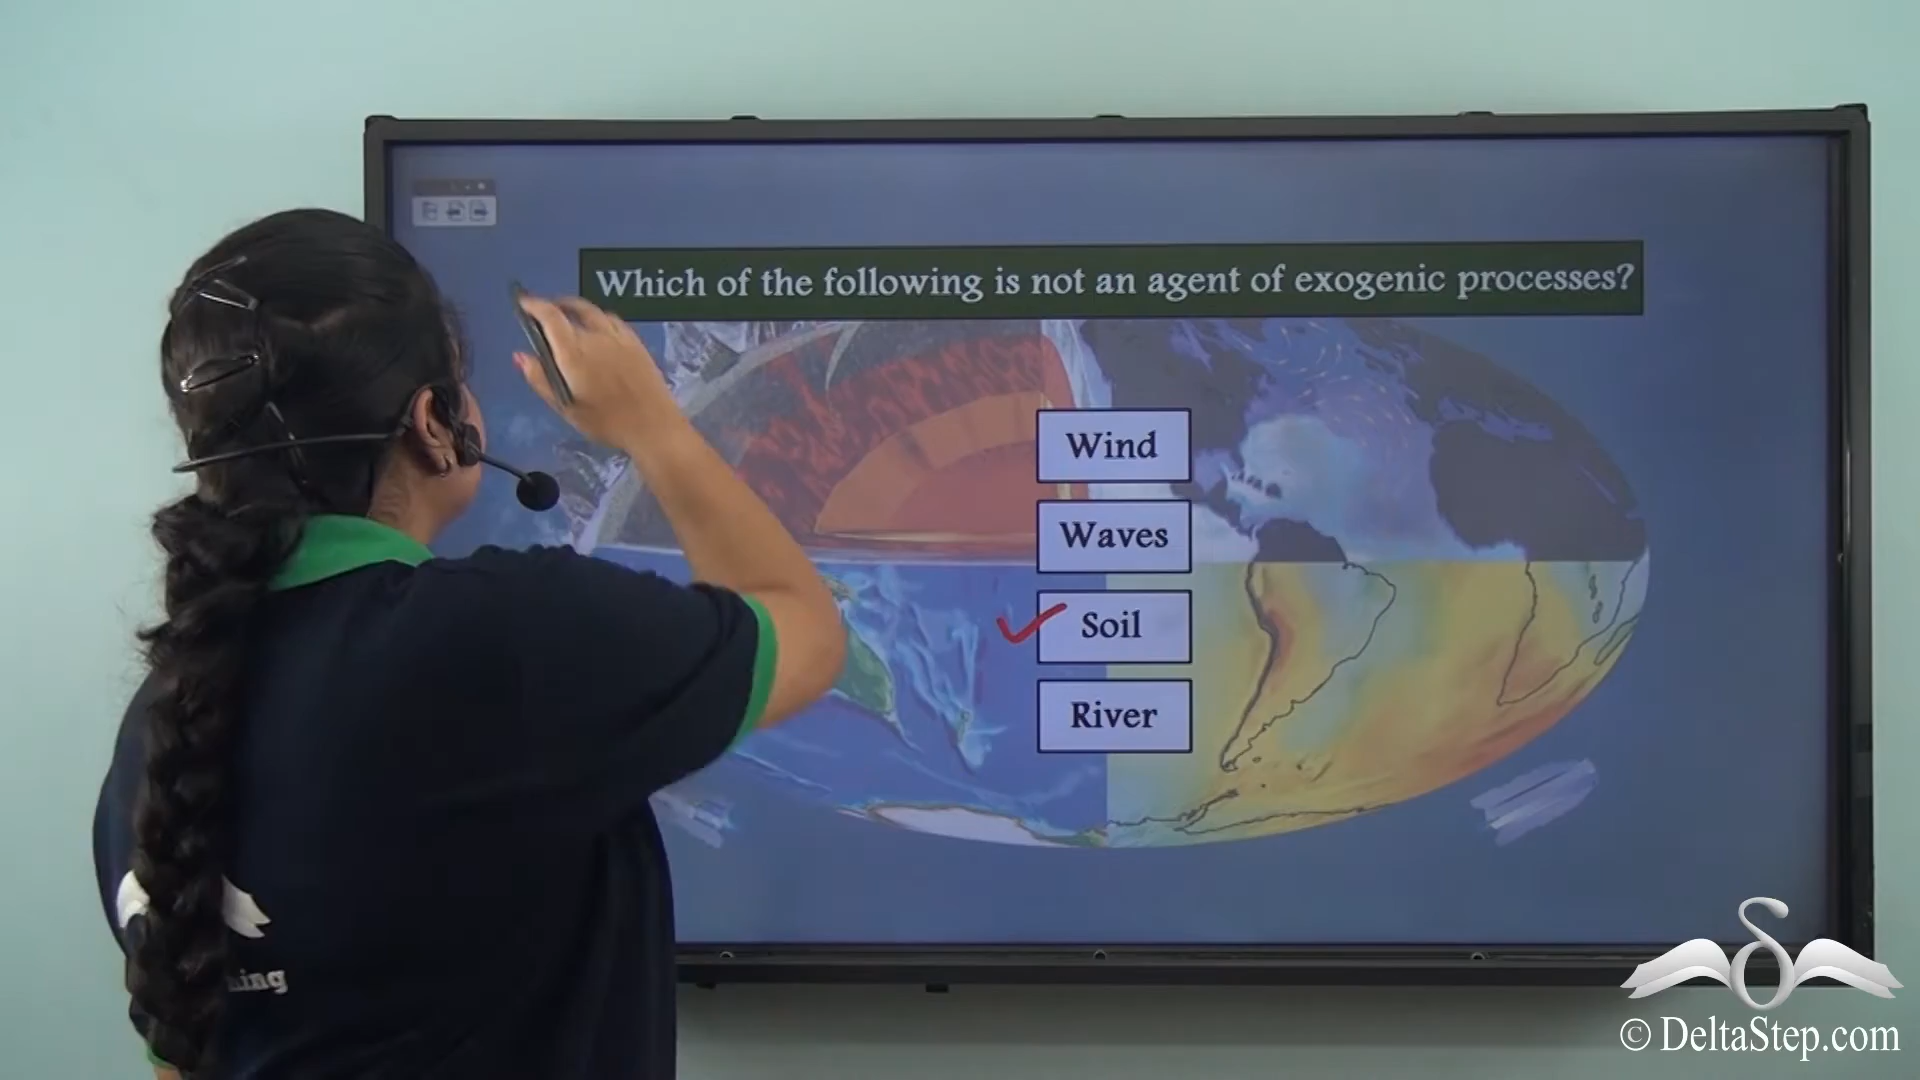 Which of the following is not an agent of exogenic processes?
Wind
Waves
Soil
River
© DeltaStep.com